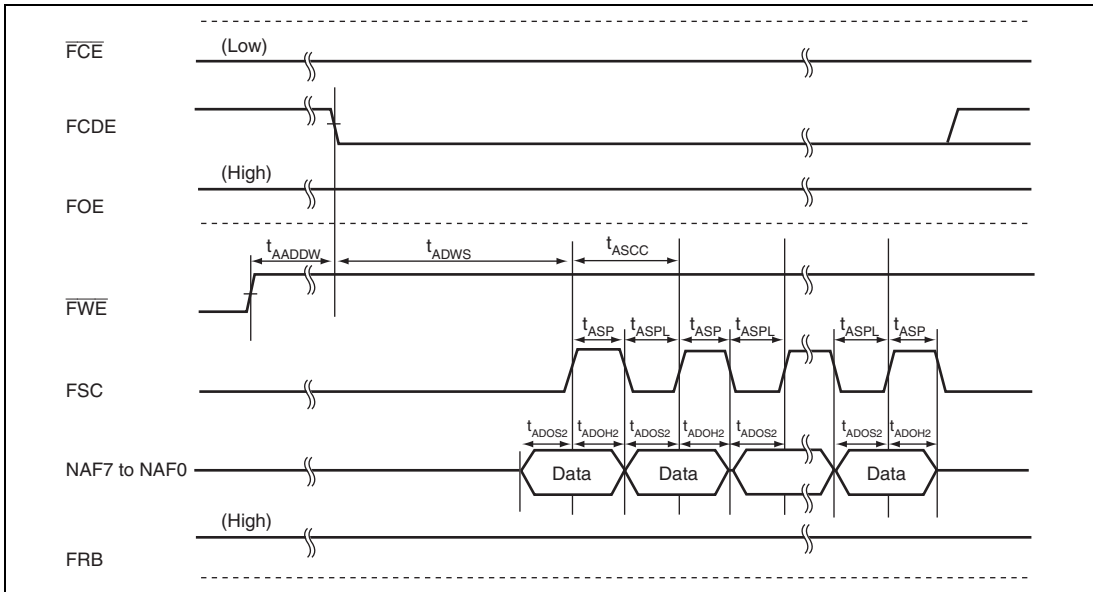 FCE (Low)
FCDE
(High)
FOE
tAADDW tADWS tASCC
FWE
tASP tASPL tASP tASPL tASPL tASP
FSC
tADOS2 tADOH2 tADOS2 tADOH2 tADOS2 tADOS2 tADOH2
NAF7 to NAF0 Data Data Data
(High)
FRB